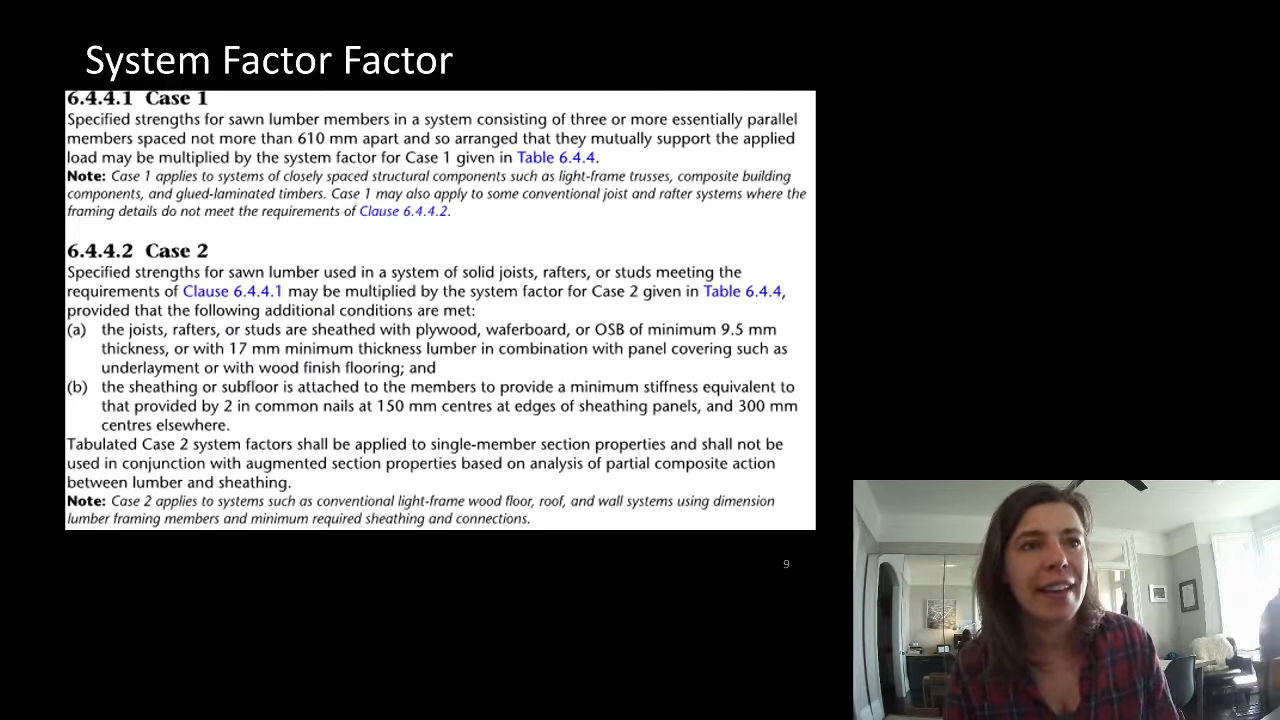 System Factor Factor
6.4.4.1 Case 1
Specified strengths for sawn lumber members in a system consisting of three or more essentially parallel
members spaced not more than 610 mm apart and so arranged that they mutually support the applied
load may be multiplied by the system factor for Case 1 given in Table 6.4.4.
Note: Case 1 applies to systems of closely spaced structural components such as light-frame trusses, composite building
components, and glued-laminated timbers. Case 1 may also apply to some conventional joist and rafter systems where the
framing details do not meet the requirements of Clause 6.4.4.2.
6.4.4.2 Case 2
Specified strengths for sawn lumber used in a system of solid joists, rafters, or studs meeting the
requirements of Clause 6.4.4.1 may be multiplied by the system factor for Case 2 given in Table 6.4.4,
provided that the following additional conditions are met:
(a) the joists, rafters, or studs are sheathed with plywood, waferboard, or OSB of minimum 9.5 mm
thickness, or with 17 mm minimum thickness lumber in combination with panel covering such as
underlayment or with wood finish flooring; and
(b) the sheathing or subfloor is attached to the members to provide a minimum stiffness equivalent to
that provided by 2 in common nails at 150 mm centres at edges of sheathing panels, and 300 mm
centres elsewhere.
Tabulated Case 2 system factors shall be applied to single-member section properties and shall not be
used in conjunction with augmented section properties based on analysis of partial composite action
between lumber and sheathing.
Note: Case 2 applies to systems such as conventional light-frame wood floor, roof, and wall systems using dimension
lumber framing members and minimum required sheathing and connections.
9